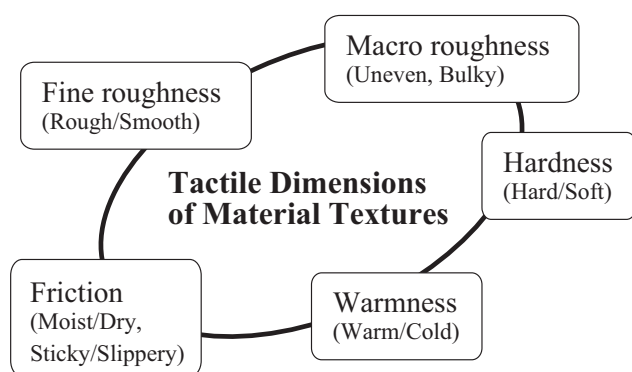 Macro roughness
(Uneven, Bulky)
Fine roughness
(Rough/Smooth)
Hardness
(Hard/Soft)
Tactile Dimensions
of Material Textures
Friction
(Moist/Dry,
Sticky/Slippery)
Warmness
(Warm/Cold)